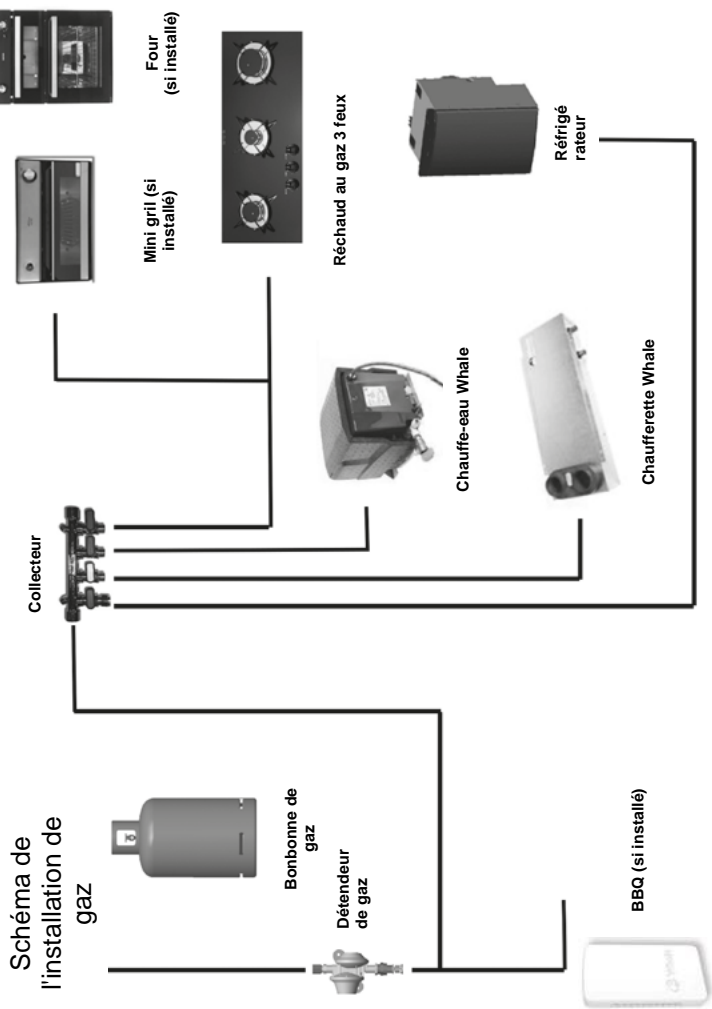 Schéma de
l'installation de
gaz
Bonbonne de
gaz
Détendeur
de gaz
BBQ (si installé)
Collecteur
Mini gril (si
installé)
Four
(si installé)
Réchaud au gaz 3 feux
Chauffe-eau Whale
Chaufferette Whale
Réfrigé
rateur